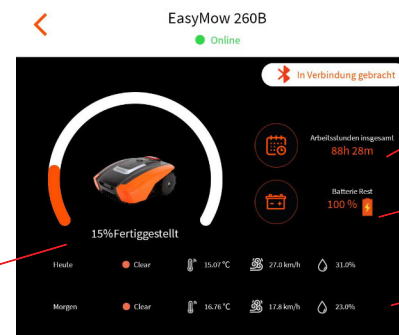 EasyMow 260B
Online
In Verbindung gebracht
Arbeitsstunden insgesamt
88h 28m
Batterie Rest
100 %
15%Fertiggestellt
Heute Clear 15.07 °C 27.0 km/h 31.0%
Morgen Clear 16.76 °C 17.8 km/h 23.0%